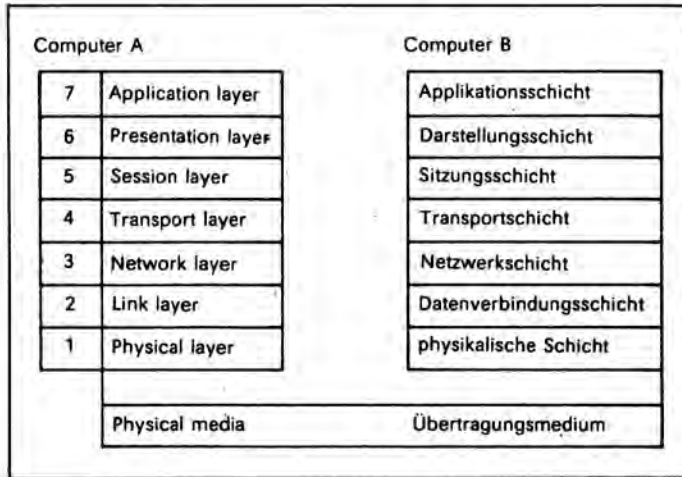 Computer A Computer B
7 Application layer Applikationsschicht
6 Presentation layer Darstellungsschicht
5 Session layer Sitzungsschicht
4 Transport layer Transportschicht
3 Network layer Netzwerkschicht
2 Link layer Datenverbindungsschicht
1 Physical layer physikalische Schicht
Physical media Übertragungsmedium